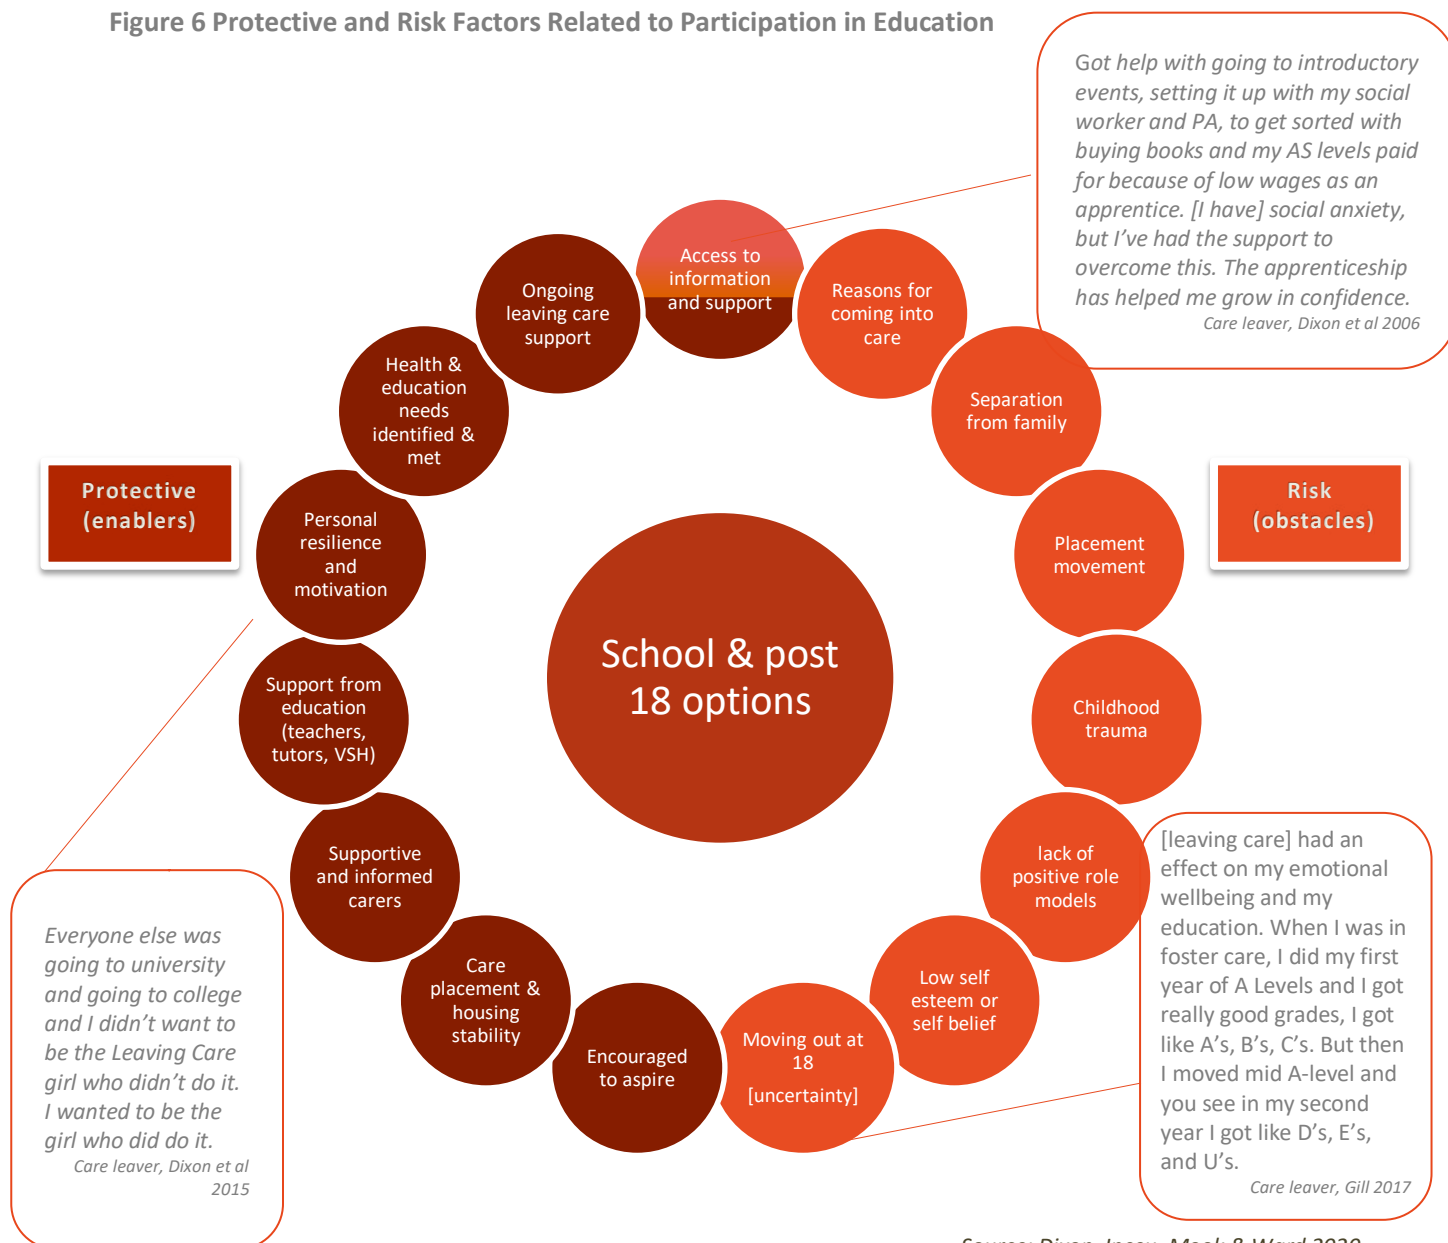 Figure 6 Protective and Risk Factors Related to Participation in Education
Got help with going to introductory
events, setting it up with my social
worker and PA, to get sorted with
buying books and my AS levels paid
for because of low wages as an
apprentice. [I have] social anxiety,
but I've had the support to
overcome this. The apprenticeship
has helped me grow in confidence.
Care leaver, Dixon et al 2006
Access to
information
and support
Reasons for
coming into
care
Separation
from family
Placement
movement
Childhood
trauma
lack of
positive role
models
Low self
esteem or
self belief
Moving out at
18
[uncertainty]
Encouraged
to aspire
Care
placement &
housing
stability
Supportive
and informed
carers
Support from
education
(teachers,
tutors, VSH)
Personal
resilience
and
motivation
Health &
education
needs
identified &
met
Ongoing
leaving care
support
Protective
(enablers)
Risk
(obstacles)
School & post
18 options
Everyone else was
going to university
and going to college
and I didn't want to
be the Leaving Care
girl who didn't do it.
I wanted to be the
girl who did do it.
Care leaver, Dixon et al
2015
[leaving care] had an
effect on my emotional
wellbeing and my
education. When I was in
foster care, I did my first
year of A Levels and I got
really good grades, I got
like A's, B's, C's. But then
I moved mid A-level and
you see in my second
year I got like D's, E's,
and U's.
Care leaver, Gill 2017